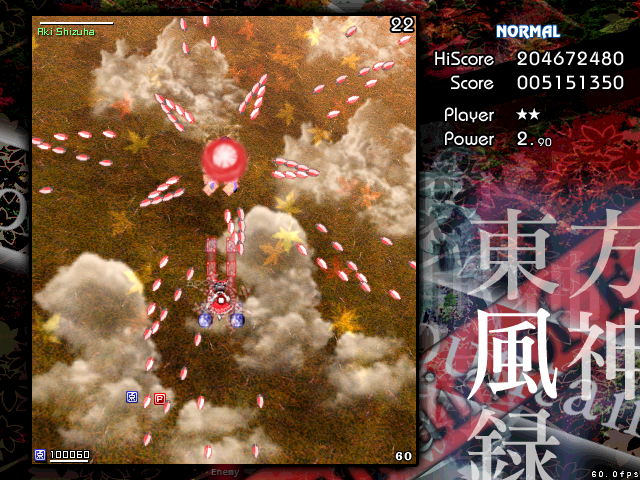 Aki Shizuha
22
NORMAL
HiScore 204672480
Score 005151350
Player ★★
Power 2.90
東方
風神
録
P
100060
60
Enemy
60.0fps